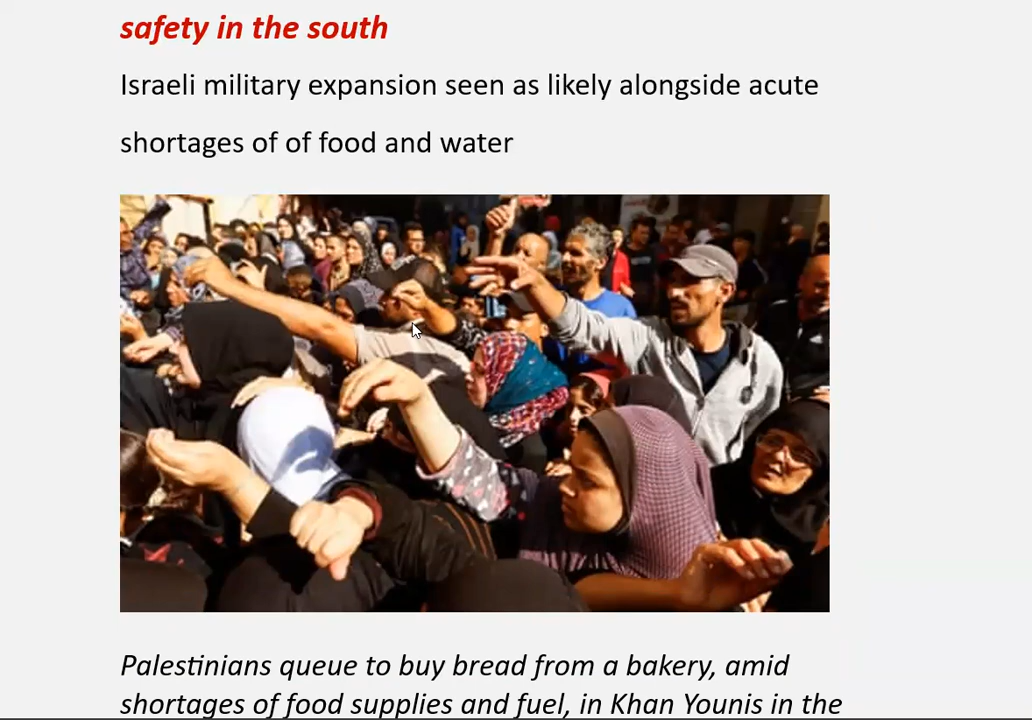 safety in the south
Israeli military expansion seen as likely alongside acute
shortages of of food and water
Palestinians queue to buy bread from a bakery, amid
shortages of food supplies and fuel, in Khan Younis in the